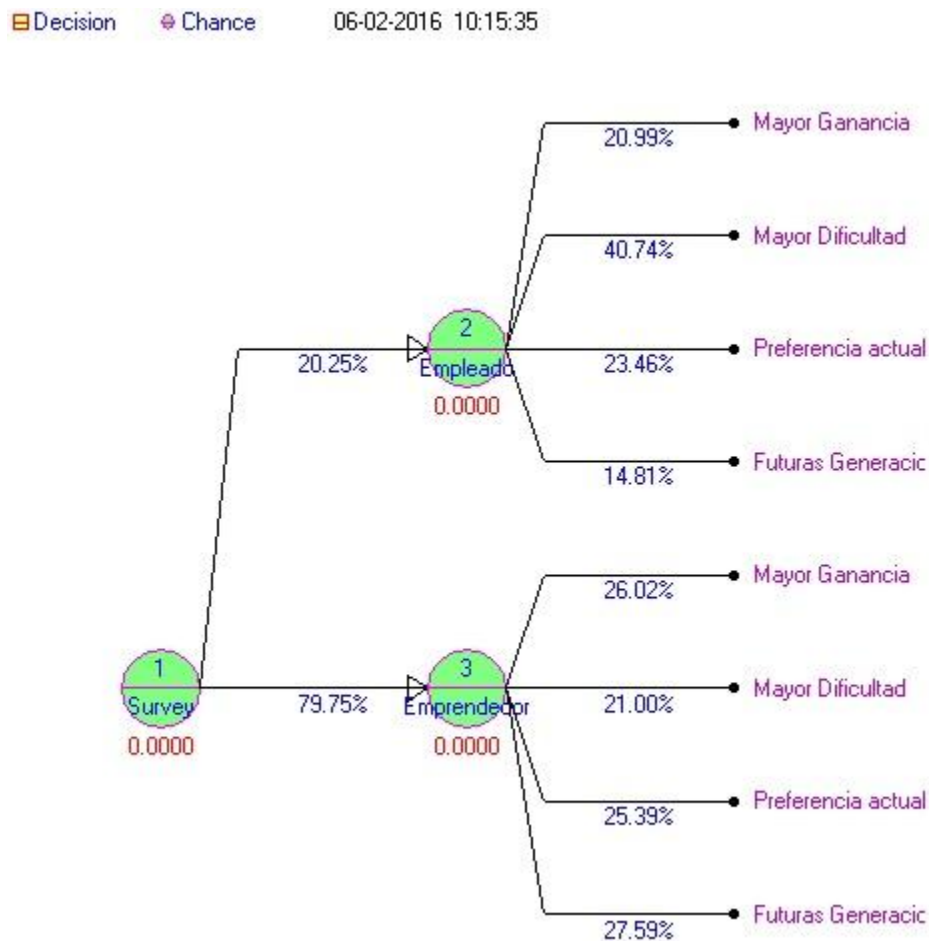 Decision Chance 06-02-2016 10:15:35
20.99% Mayor Ganancia
40.74% Mayor Dificultad
2
20.25% Empleado 23.46% Preferencia actual
0.0000
14.81% Futuras Generacic
26.02% Mayor Ganancia
1 3
Survey 79.75% Emprendedor 21.00% Mayor Dificultad
0.0000 0.0000
25.39% Preferencia actual
27.59% Futuras Generacic